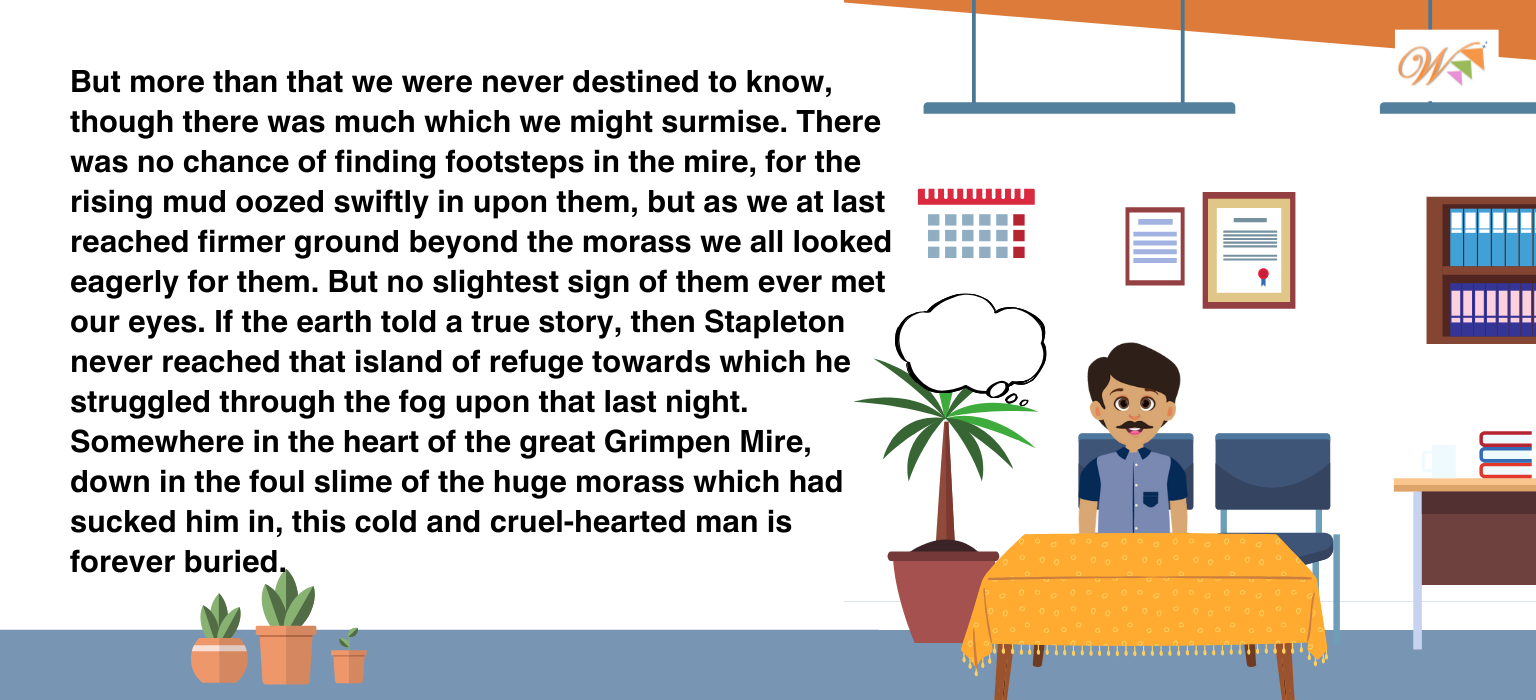 But more than that we were never destined to know,
though there was much which we might surmise. There
was no chance of finding footsteps in the mire, for the
rising mud oozed swiftly in upon them, but as we at last
reached firmer ground beyond the morass we all looked
eagerly for them. But no slightest sign of them ever met
our eyes. If the earth told a true story, then Stapleton
never reached that island of refuge towards which he
struggled through the fog upon that last night.
Somewhere in the heart of the great Grimpen Mire,
down in the foul slime of the huge morass which had
sucked him in, this cold and cruel-hearted man is
forever buried.
W